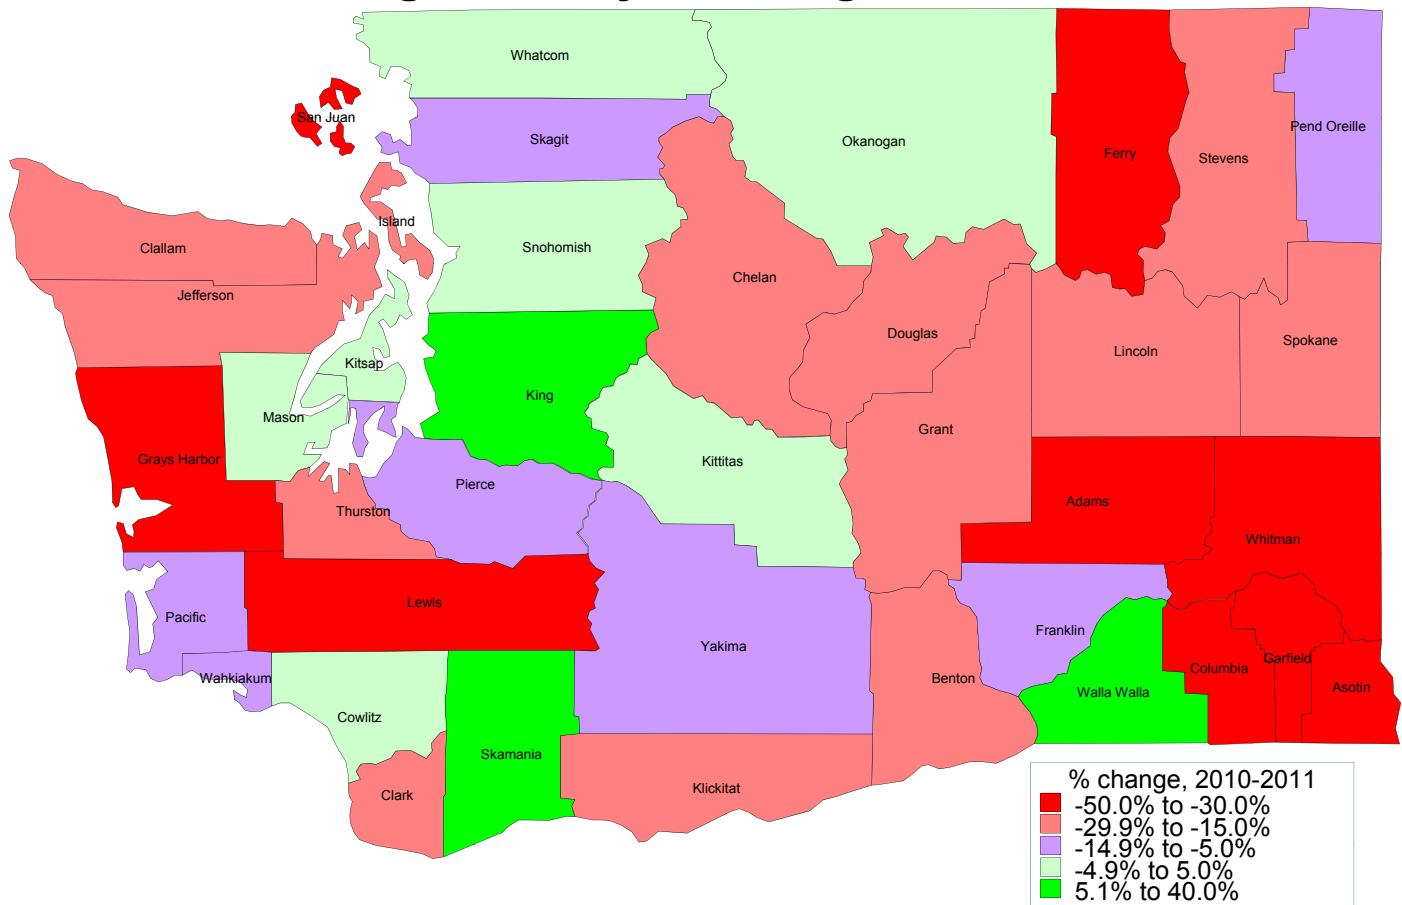 Whatcom
San Juan
Skagit
Okanogan
Ferry
Stevens
Pend Oreille
Clallam
Island
Snohomish
Jefferson
Chelan
Douglas
Lincoln
Spokane
Kitsap
King
Mason
Grant
Grays Harbor
Kittitas
Pierce
Thurston
Adams
Whitman
Lewis
Pacific
Yakima
Franklin
Wahkiakum
Benton
Columbia
Garfield
Asotin
Walla Walla
Cowlitz
Skamania
Clark
Klickitat
% change, 2010-2011
-50.0% to -30.0%
-29.9% to -15.0%
-14.9% to -5.0%
-4.9% to 5.0%
5.1% to 40.0%